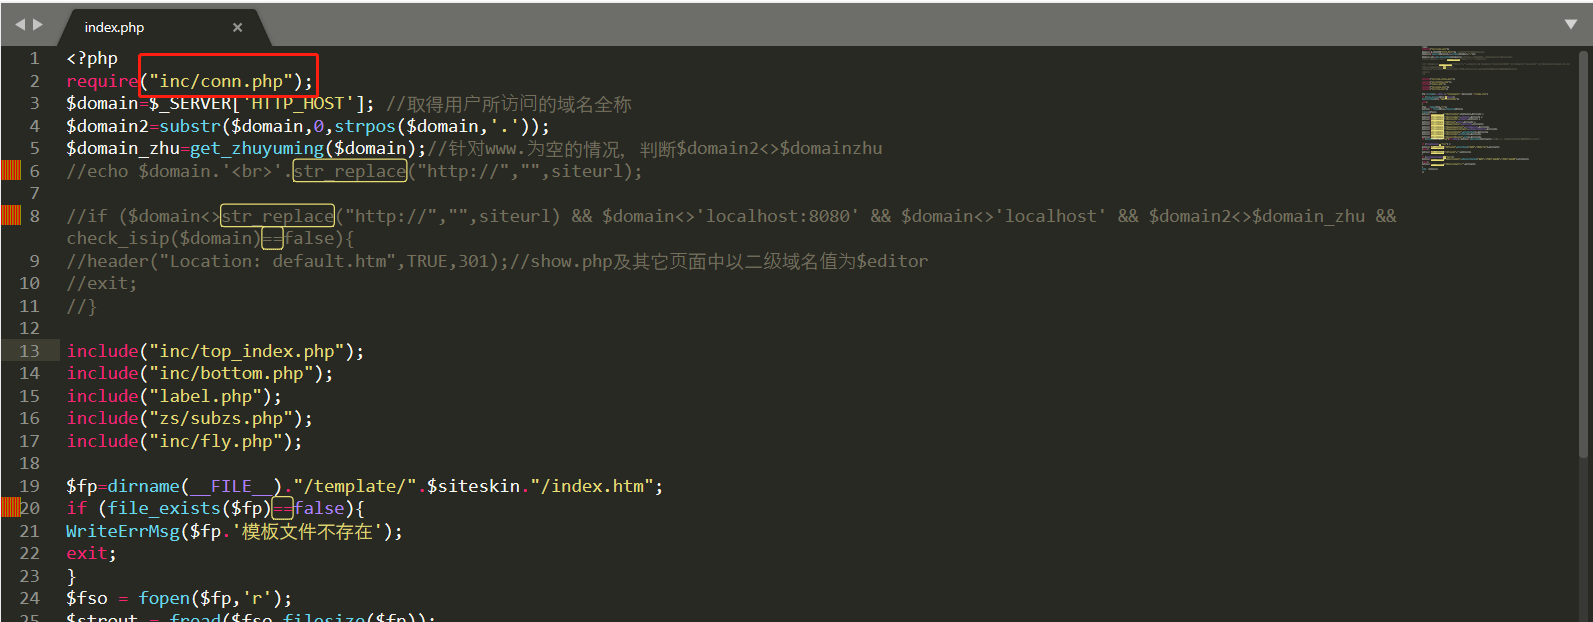 index.php ×
1 <?php
2 require("inc/conn.php");
3 $domain=$_SERVER['HTTP_HOST']; //取得用户所访问的域名全称
4 $domain2=substr($domain,0,strpos($domain,'.'));
5 $domain_zhu=get_zhuyuming($domain);//针对www.为空的情况, 判断$domain2<>$domainzhu
6 //echo $domain.'<br>'.str_replace("http://","",siteurl);
7
8 //if ($domain<>str_replace("http://","",siteurl) && $domain<>'localhost:8080' && $domain<>'localhost' && $domain2<>$domain_zhu &&
check_isip($domain)==false){
9 //header("Location: default.htm",TRUE,301);//show.php及其它页面中以二级域名值为$editor
10 //exit;
11 //}
12
13 include("inc/top_index.php");
14 include("inc/bottom.php");
15 include("label.php");
16 include("zs/subzs.php");
17 include("inc/fly.php");
18
19 $fp=dirname(__FILE__)."/template/".$siteskin."/index.htm";
20 if (file_exists($fp)==false){
21 WriteErrMsg($fp.'模板文件不存在');
22 exit;
23 }
24 $fso = fopen($fp,'r');
25 $strout = fread($fso,filesize($fp));